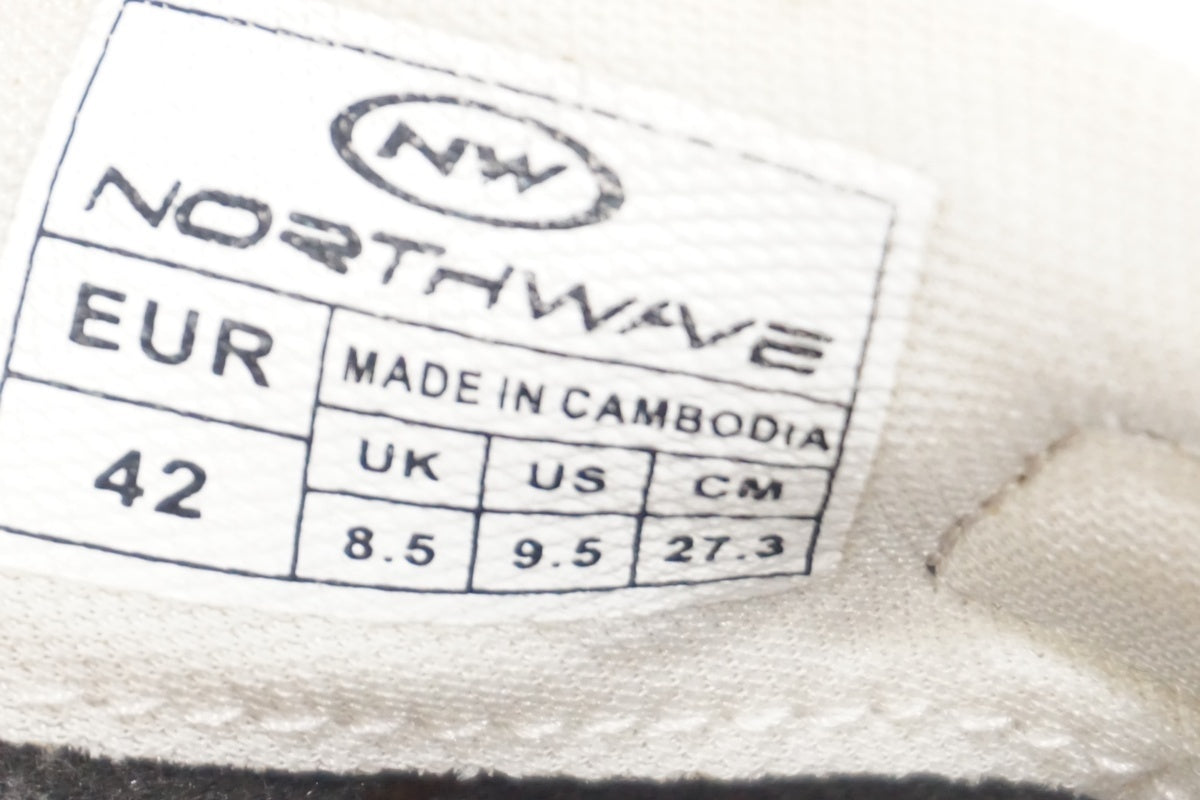 NW
NORTHWAVE
EUR
42
MADE IN CAMBODIA
UK US CM
8.5 9.5 27.3